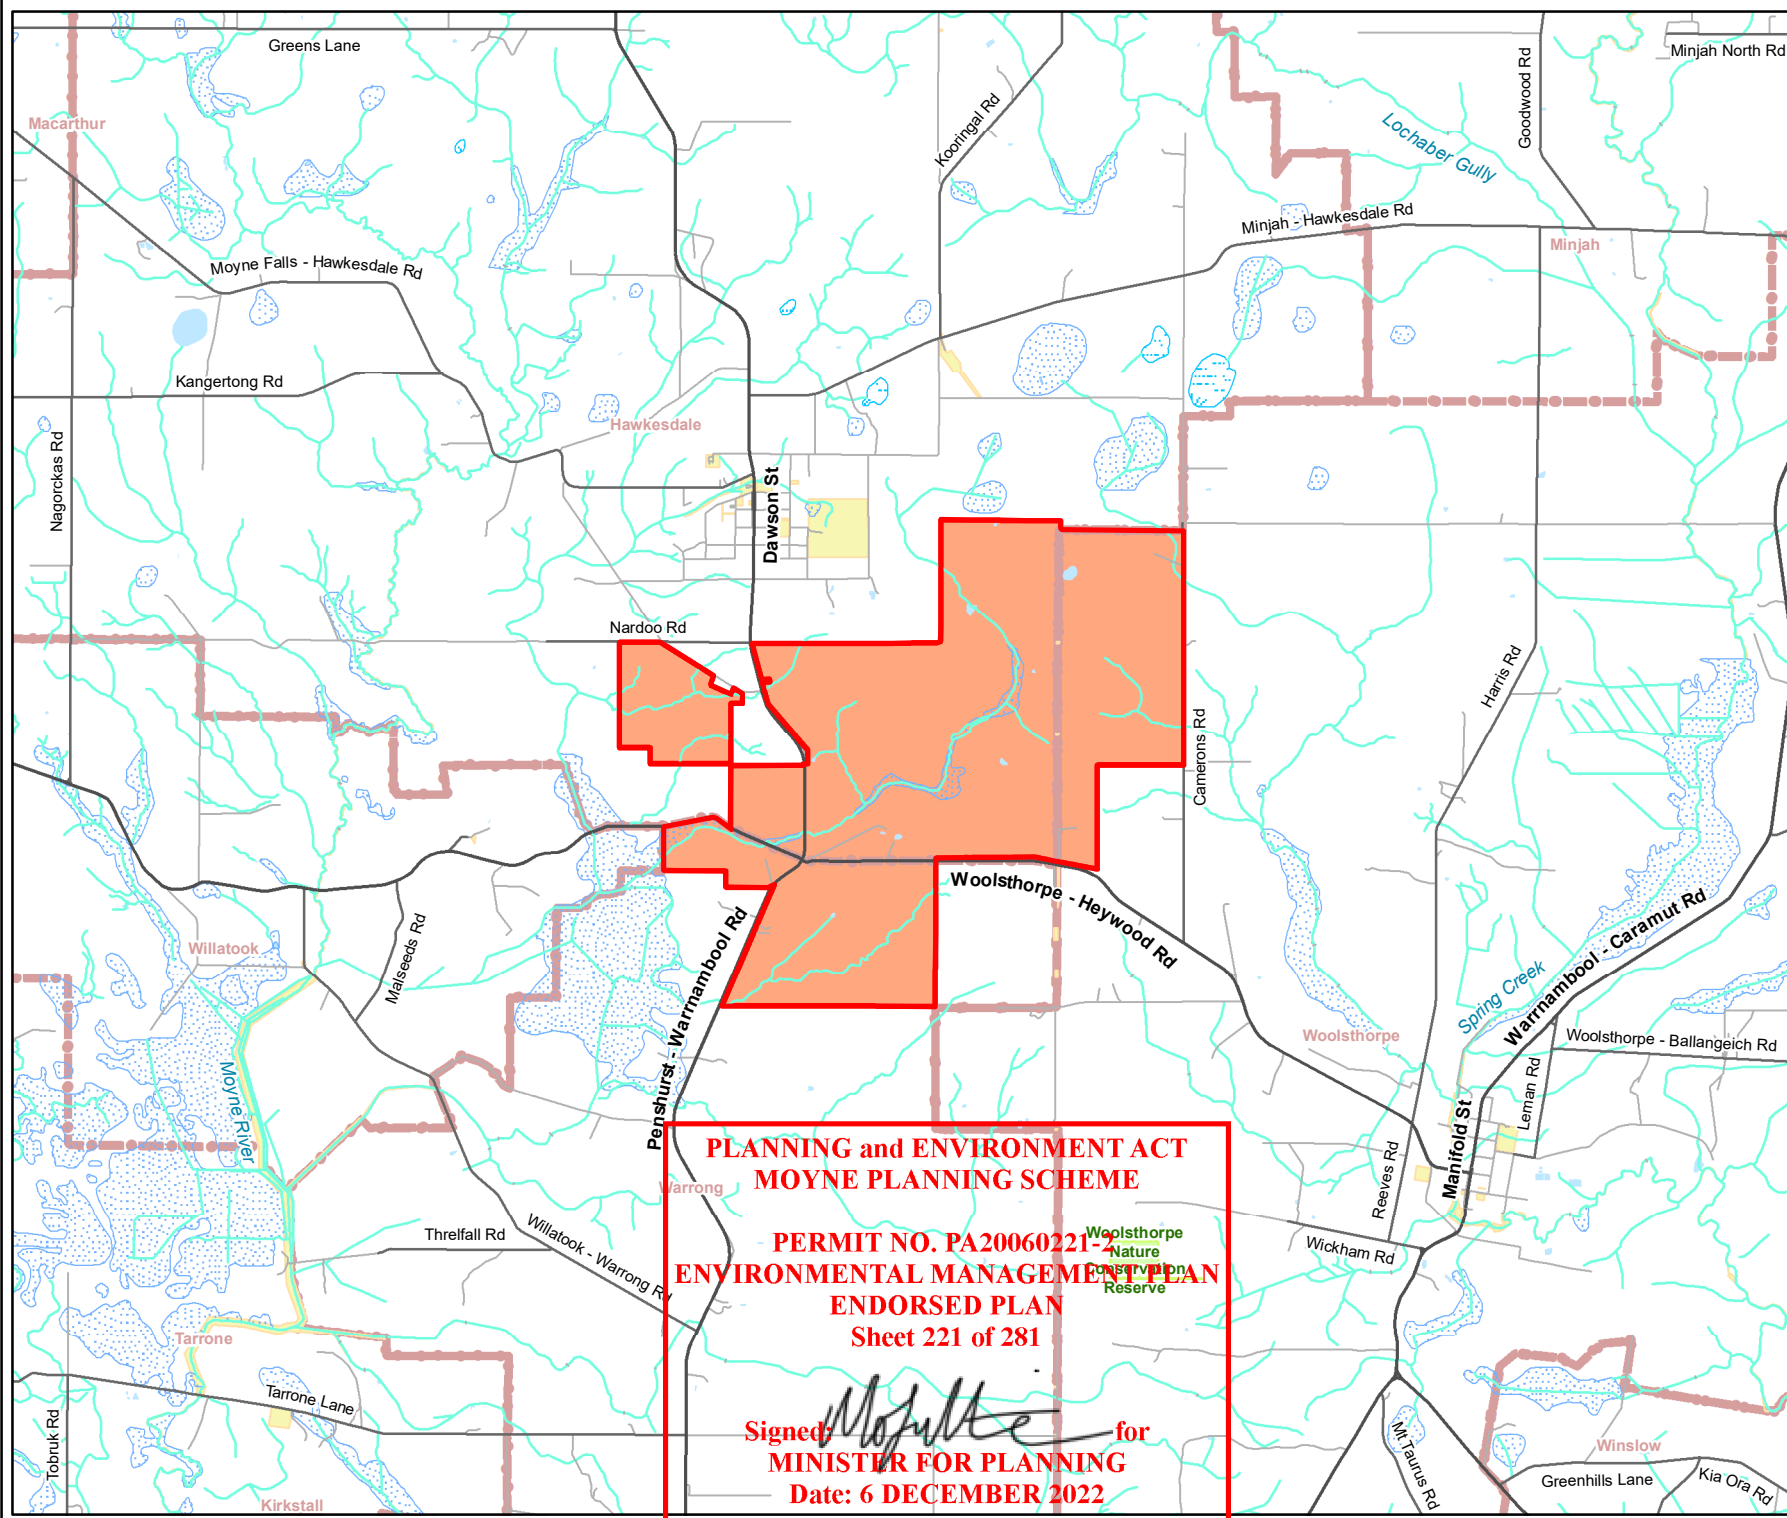 Greens Lane
Minjah North Rd
Goodwood Rd
Macarthur
Kooringal Rd
Lochaber Gully
Minjah - Hawkesdale Rd
Minjah
Moyne Falls - Hawkesdale Rd
Kangertong Rd
Hawkesdale
Nagorckas Rd
Dawson St
Nardoo Rd
Harris Rd
Camerons Rd
Woolsthorpe - Heywood Rd
Penshurst - Warrnambool Rd
Malseeds Rd
Willatook
Warrnambool - Caramut Rd
Spring Creek
Woolsthorpe
Woolsthorpe - Ballangeich Rd
Leman Rd
Moyne River
Manifold St
Reeves Rd
Warrong
Threlfall Rd
Willatook - Warrong Rd
Wickham Rd
Woolsthorpe
Nature
Conservation
Reserve
PLANNING and ENVIRONMENT ACT
MOYNE PLANNING SCHEME
PERMIT NO. PA20060221-2
ENVIRONMENTAL MANAGEMENT PLAN
ENDORSED PLAN
Sheet 221 of 281
Signed: for
MINISTER FOR PLANNING
Date: 6 DECEMBER 2022
Tarrone
Tarrone Lane
Tobruk Rd
Kirkstall
Mt Taurus Rd
Winslow
Greenhills Lane
Kia Ora Rd